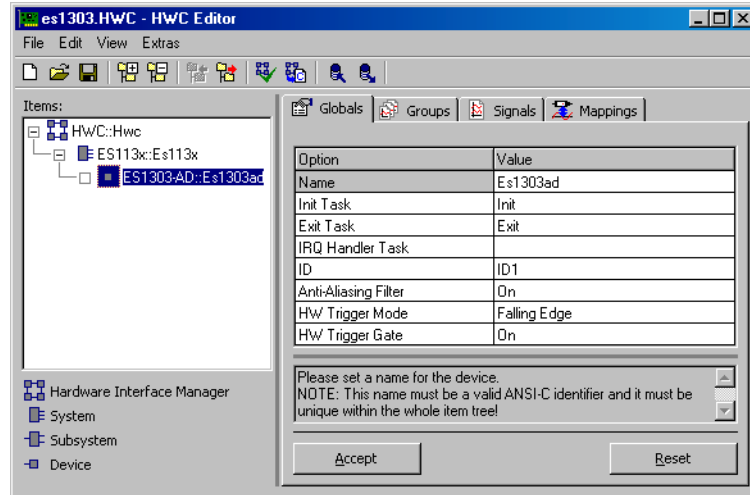 es1303.HWC - HWC Editor
File Edit View Extras
Items:
HWC::Hwc
ES113x::Es113x
ES1303-AD::Es1303ad
Hardware Interface Manager
System
Subsystem
Device
Globals Groups Signals Mappings
Option Value
Name Es1303ad
Init Task Init
Exit Task Exit
IRQ Handler Task
ID ID1
Anti-Aliasing Filter On
HW Trigger Mode Falling Edge
HW Trigger Gate On
Please set a name for the device.
NOTE: This name must be a valid ANSI-C identifier and it must be
unique within the whole item tree!
Accept Reset